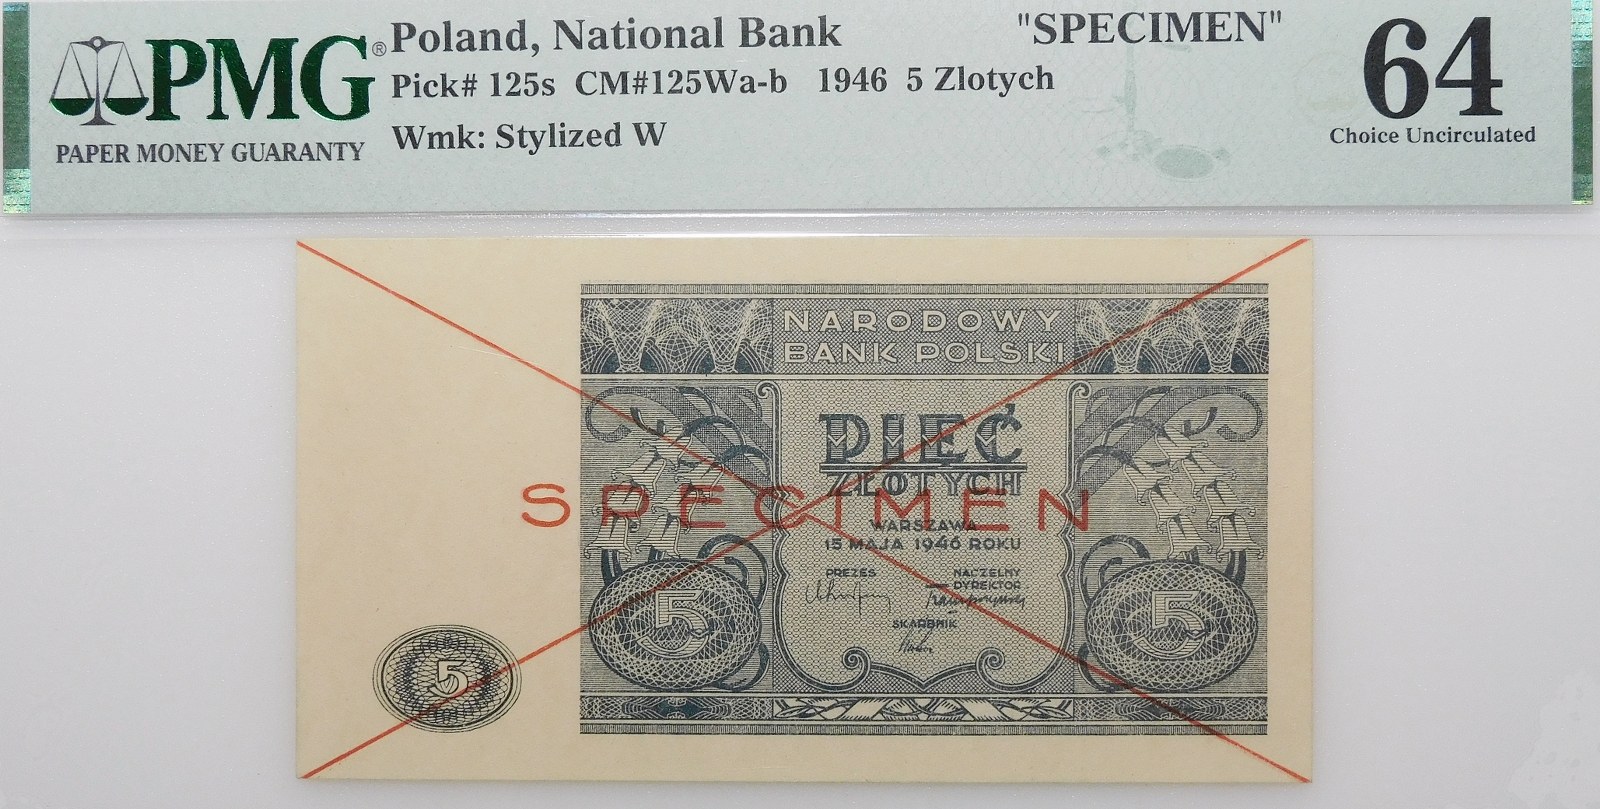 PMG®
PAPER MONEY GUARANTY
Poland, National Bank
Pick# 125s CM#125Wa-b 1946 5 Zlotych
Wmk: Stylized W
"SPECIMEN"
64
Choice Uncirculated
NARODOWY
BANK POLSKI
PIĘĆ
ZŁOTYCH
SPECIMEN
WARSZAWA
15 MAJA 1946 ROKU
PREZES
NACZELNY
DYREKTOR
SKARBNIK
5
5
5